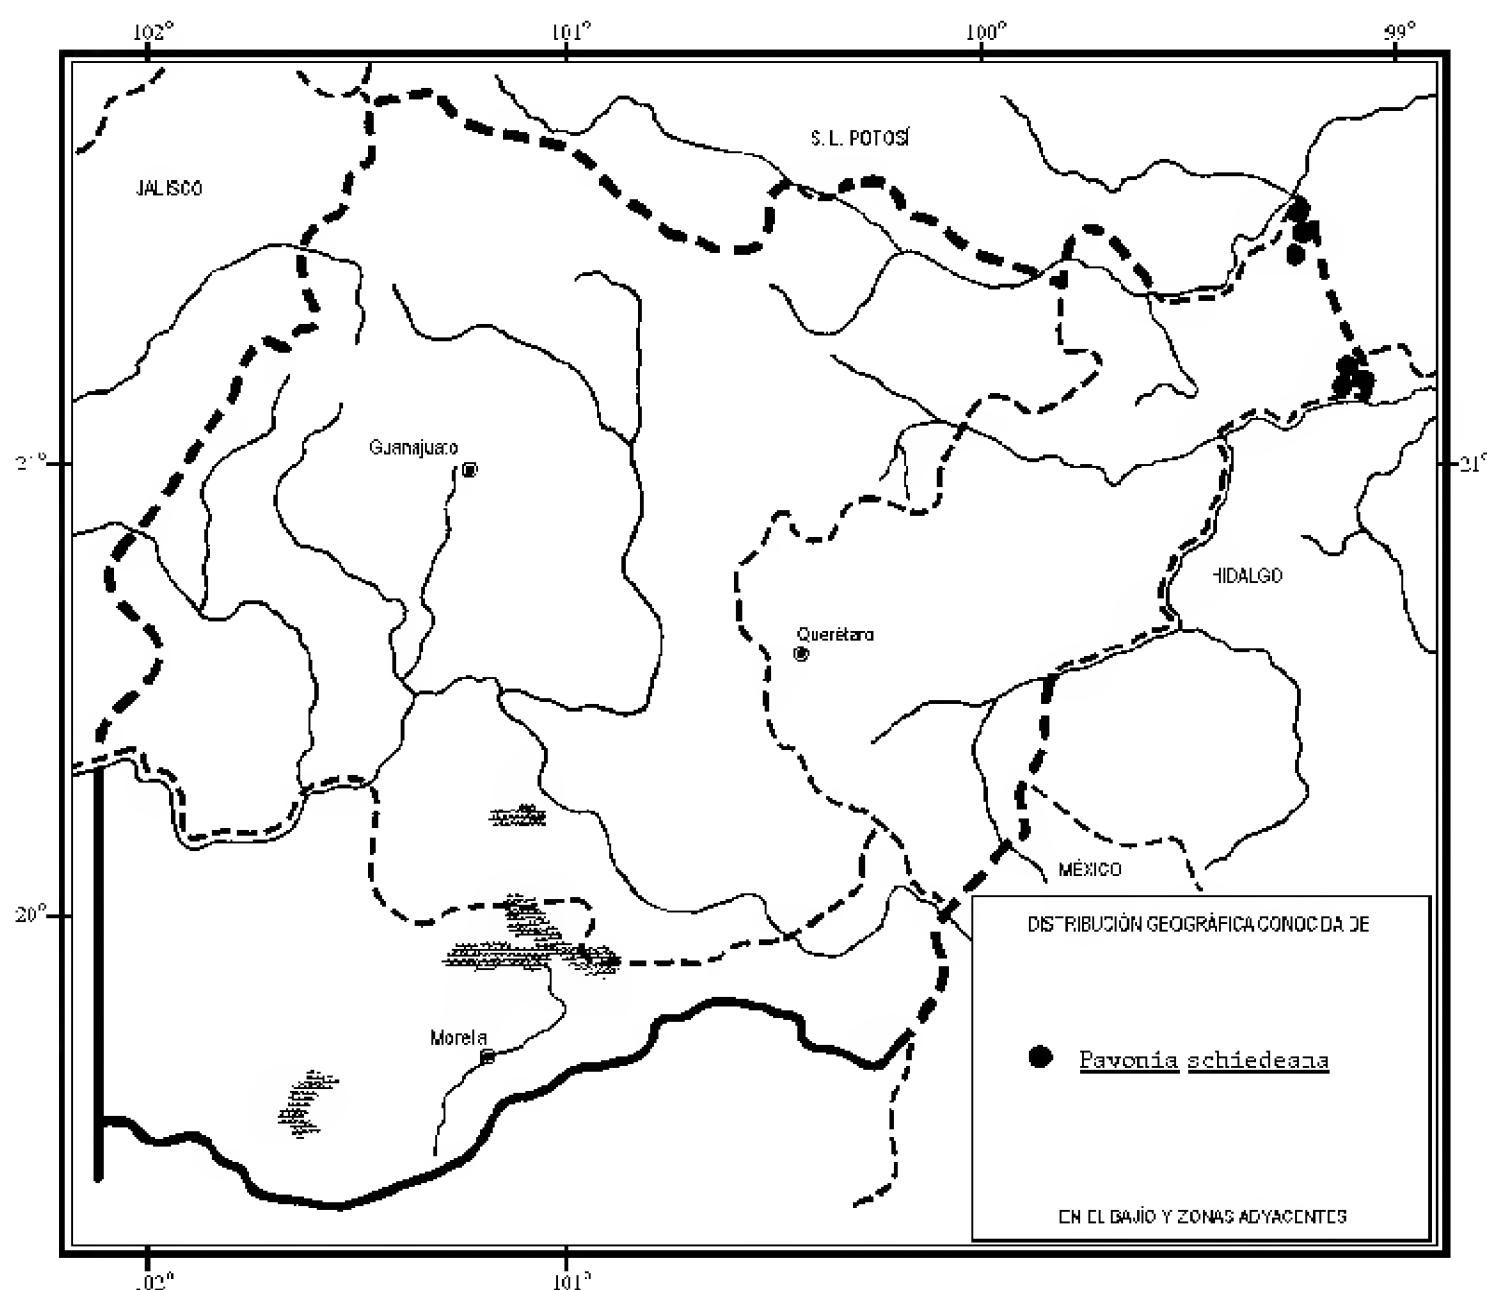 102° 101° 100° 99°
S. L. POTOSÍ
JALISCO
Guanajuato
21° 21°
HIDALGO
Querétaro
MÉXICO
20°
DISTRIBUCIÓN GEOGRÁFICA CONOCIDA DE
Morelia
Pavonia schiedeana
EN EL BAJÍO Y ZONAS ADYACENTES
102° 101°